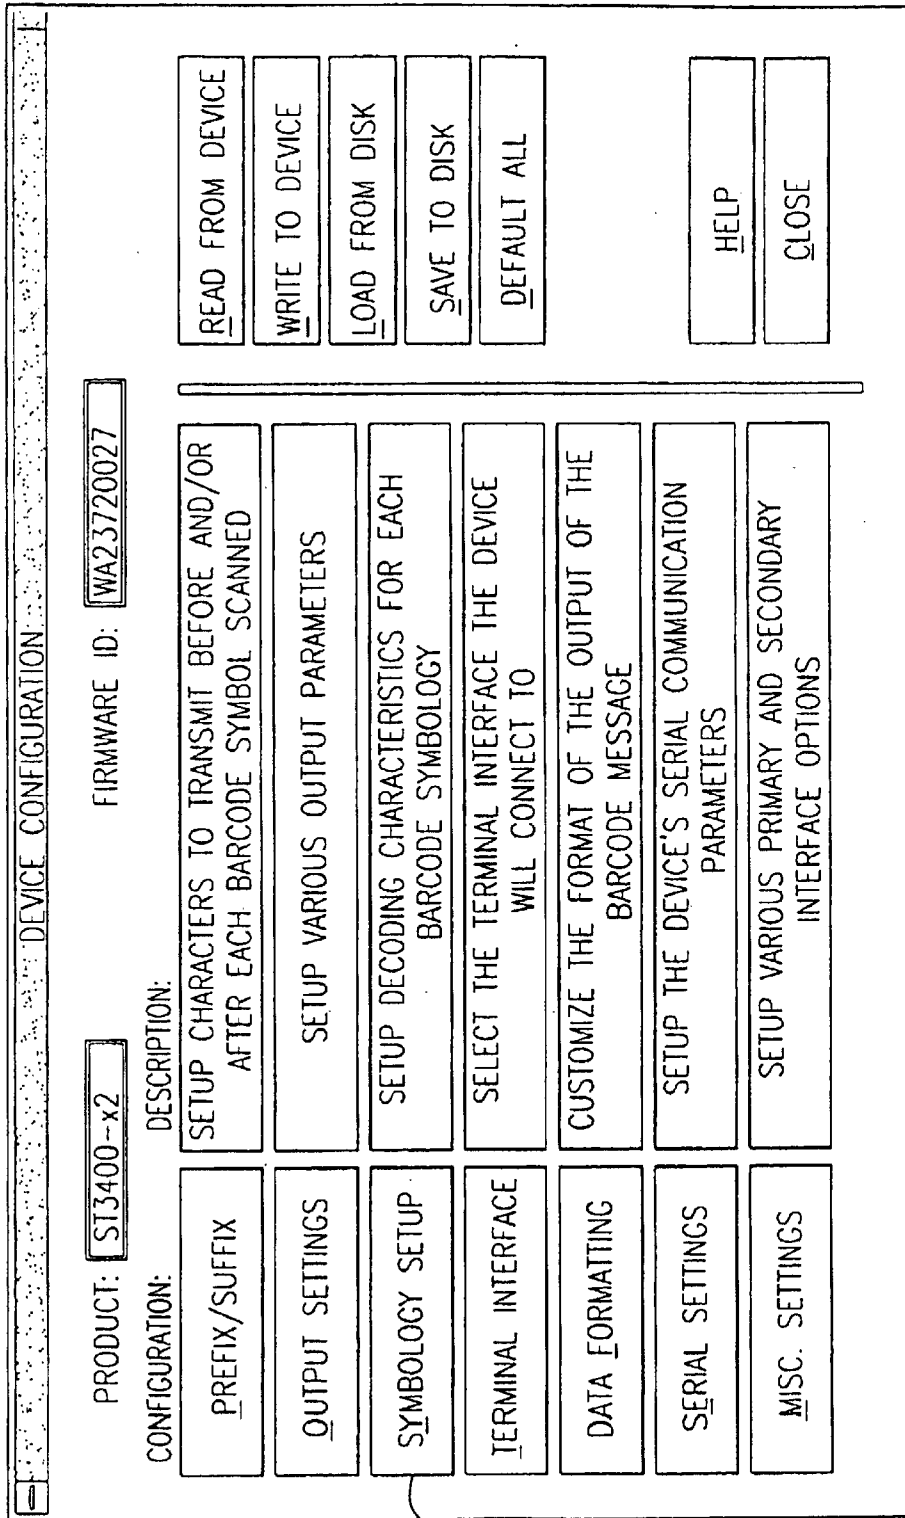 DEVICE CONFIGURATION
PRODUCT: ST3400-x2 FIRMWARE ID: WA23720027
CONFIGURATION: DESCRIPTION:
PREFIX/SUFFIX
SETUP CHARACTERS TO TRANSMIT BEFORE AND/OR
AFTER EACH BARCODE SYMBOL SCANNED
OUTPUT SETTINGS
SETUP VARIOUS OUTPUT PARAMETERS
SYMBOLOGY SETUP
SETUP DECODING CHARACTERISTICS FOR EACH
BARCODE SYMBOLOGY
TERMINAL INTERFACE
SELECT THE TERMINAL INTERFACE THE DEVICE
WILL CONNECT TO
DATA FORMATTING
CUSTOMIZE THE FORMAT OF THE OUTPUT OF THE
BARCODE MESSAGE
SERIAL SETTINGS
SETUP THE DEVICE'S SERIAL COMMUNICATION
PARAMETERS
MISC. SETTINGS
SETUP VARIOUS PRIMARY AND SECONDARY
INTERFACE OPTIONS
READ FROM DEVICE
WRITE TO DEVICE
LOAD FROM DISK
SAVE TO DISK
DEFAULT ALL
HELP
CLOSE